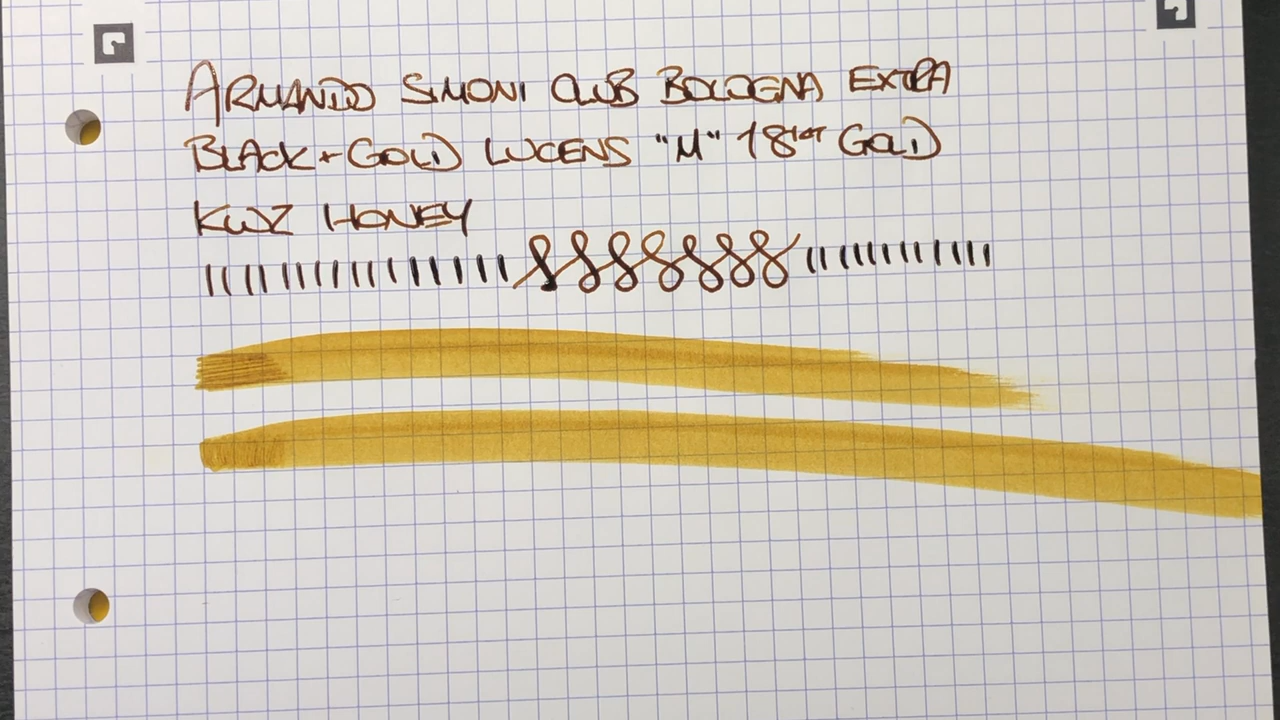 ARMANDO SIMONI CLUB BOLOGNA EXTRA
BLACK + GOLD LUCENS "M" 18KT GOLD
KWZ HONEY